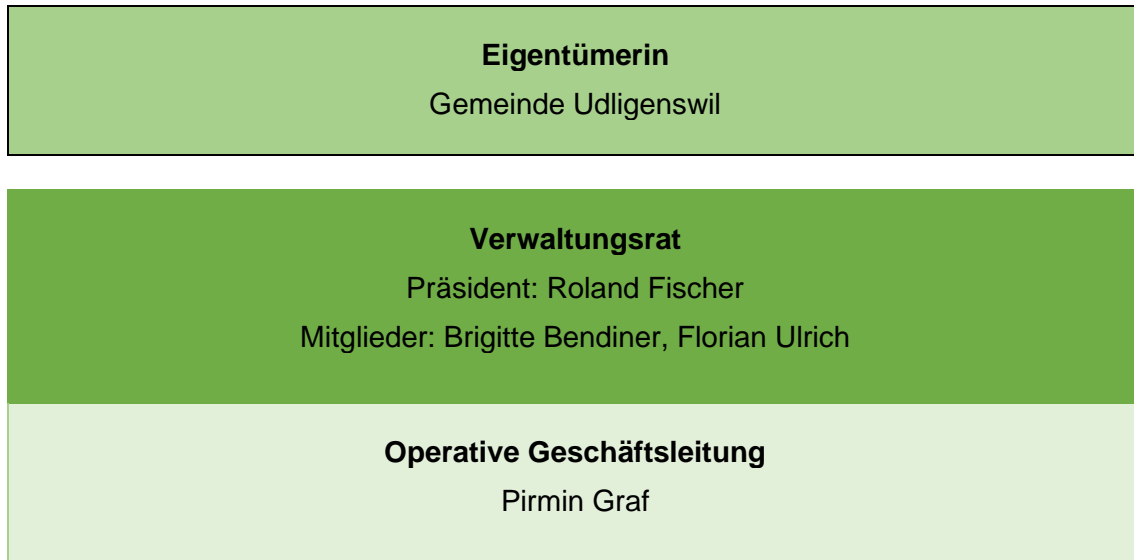 Eigentümerin
Gemeinde Udligenswil
Verwaltungsrat
Präsident: Roland Fischer
Mitglieder: Brigitte Bendiner, Florian Ulrich
Operative Geschäftsleitung
Pirmin Graf